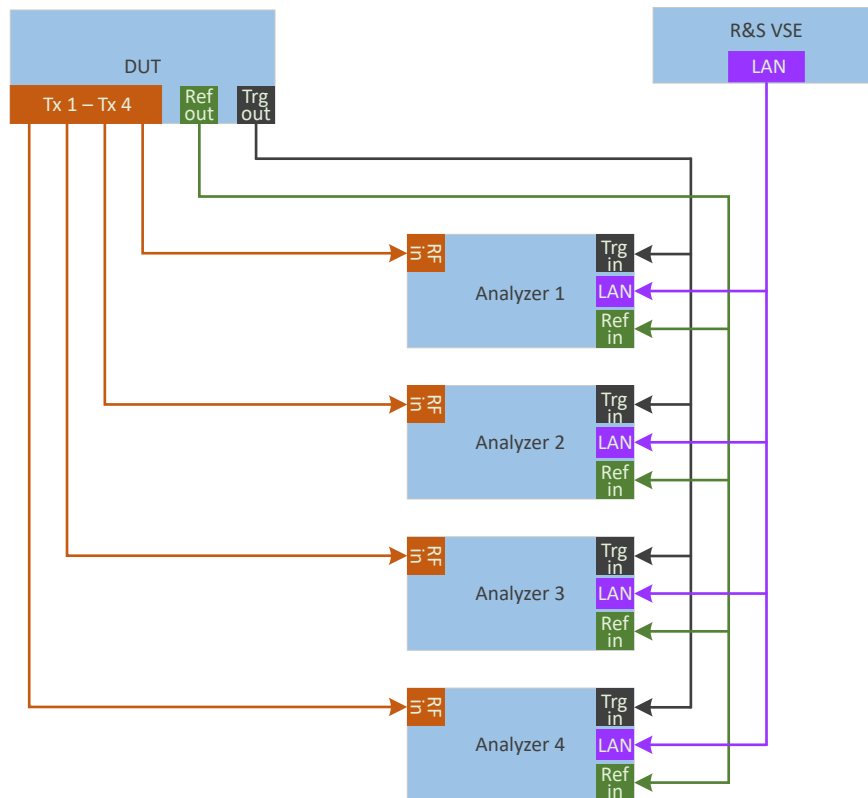 R&S VSE
LAN
DUT
Tx 1 – Tx 4
Ref
out
Trg
out
RF
in
Trg
in
Analyzer 1
LAN
Ref
in
RF
in
Trg
in
Analyzer 2
LAN
Ref
in
RF
in
Trg
in
Analyzer 3
LAN
Ref
in
RF
in
Trg
in
Analyzer 4
LAN
Ref
in